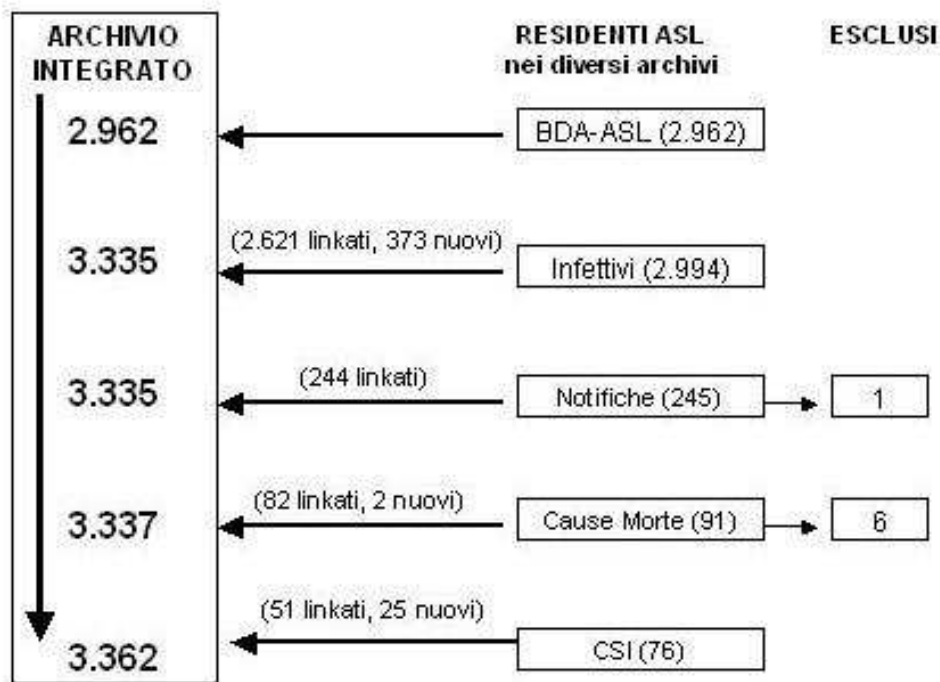 ARCHIVIO
INTEGRATO
RESIDENTI ASL
nei diversi archivi
ESCLUSI
2.962
BDA-ASL (2.962)
(2.621 linkati, 373 nuovi)
3.335
Infettivi (2.994)
(244 linkati)
3.335
Notifiche (245)
1
(82 linkati, 2 nuovi)
3.337
Cause Morte (91)
6
(51 linkati, 25 nuovi)
3.362
CSI (76)